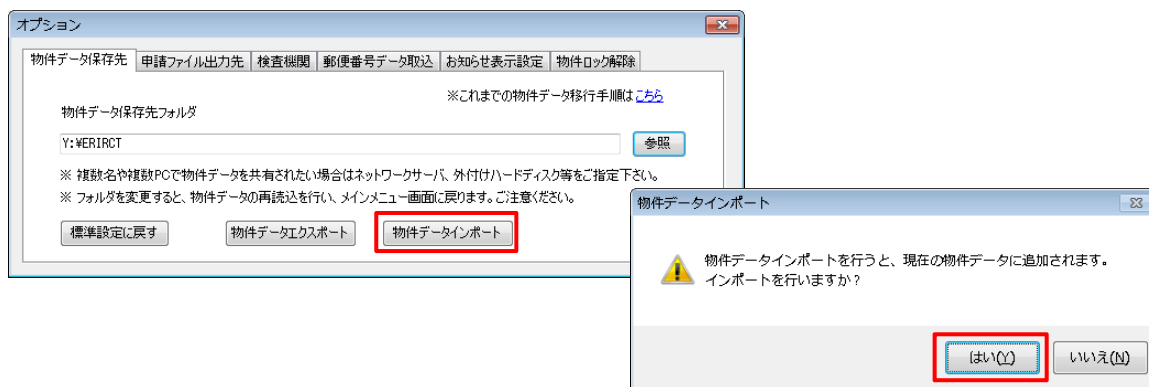 オプション
物件データ保存先 申請ファイル出力先 検査機関 郵便番号データ取込 お知らせ表示設定 物件ロック解除
※これまでの物件データ移行手順はこちら
物件データ保存先フォルダ
Y:¥ERIRCT
参照
※ 複数名や複数PCで物件データを共有されたい場合はネットワークサーバ、外付けハードディスク等をご指定下さい。
※ フォルダを変更すると、物件データの再読込を行い、メインメニュー画面に戻ります。ご注意ください。
標準設定に戻す 物件データエクスポート 物件データインポート
物件データインポート
物件データインポートを行うと、現在の物件データに追加されます。
インポートを行いますか？
はい(Y) いいえ(N)